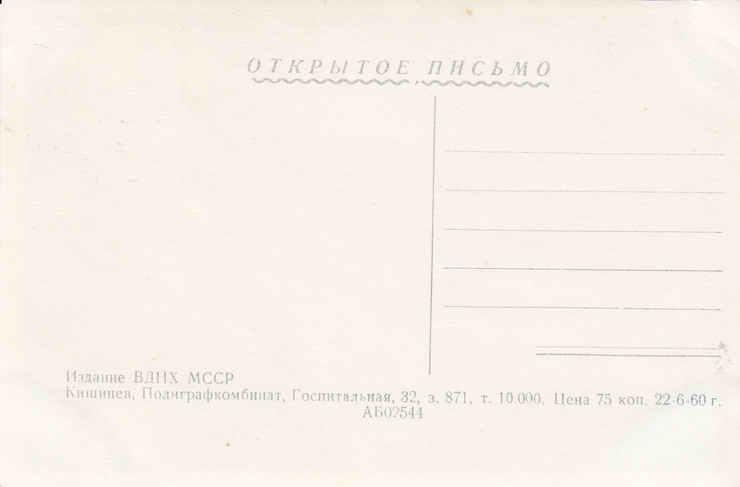 ОТКРЫТОЕ ПИСЬМО
Издание ВДНХ МССР
Кишинев, Полиграфкомбинат, Госпитальная, 32, з. 871, т. 10.000. Цена 75 коп. 22-6-60 г.
АБ02544